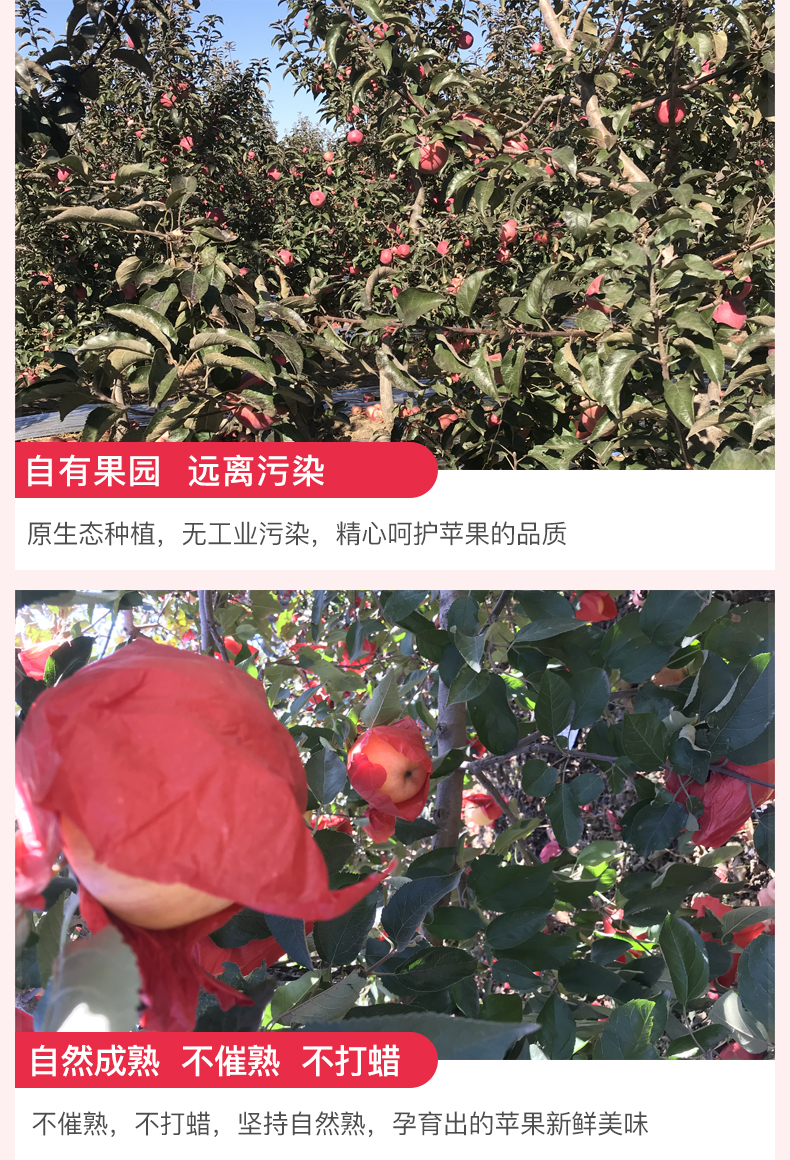 自有果园 远离污染
原生态种植，无工业污染，精心呵护苹果的品质
自然成熟 不催熟 不打蜡
不催熟，不打蜡，坚持自然熟，孕育出的苹果新鲜美味